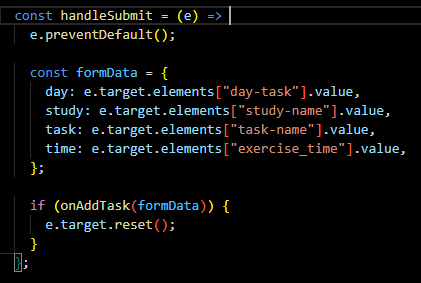 const handleSubmit = (e) =>
e.preventDefault();
const formData = {
day: e.target.elements["day-task"].value,
study: e.target.elements["study-name"].value,
task: e.target.elements["task-name"].value,
time: e.target.elements["exercise_time"].value,
};
if (onAddTask(formData)) {
e.target.reset();
}
};